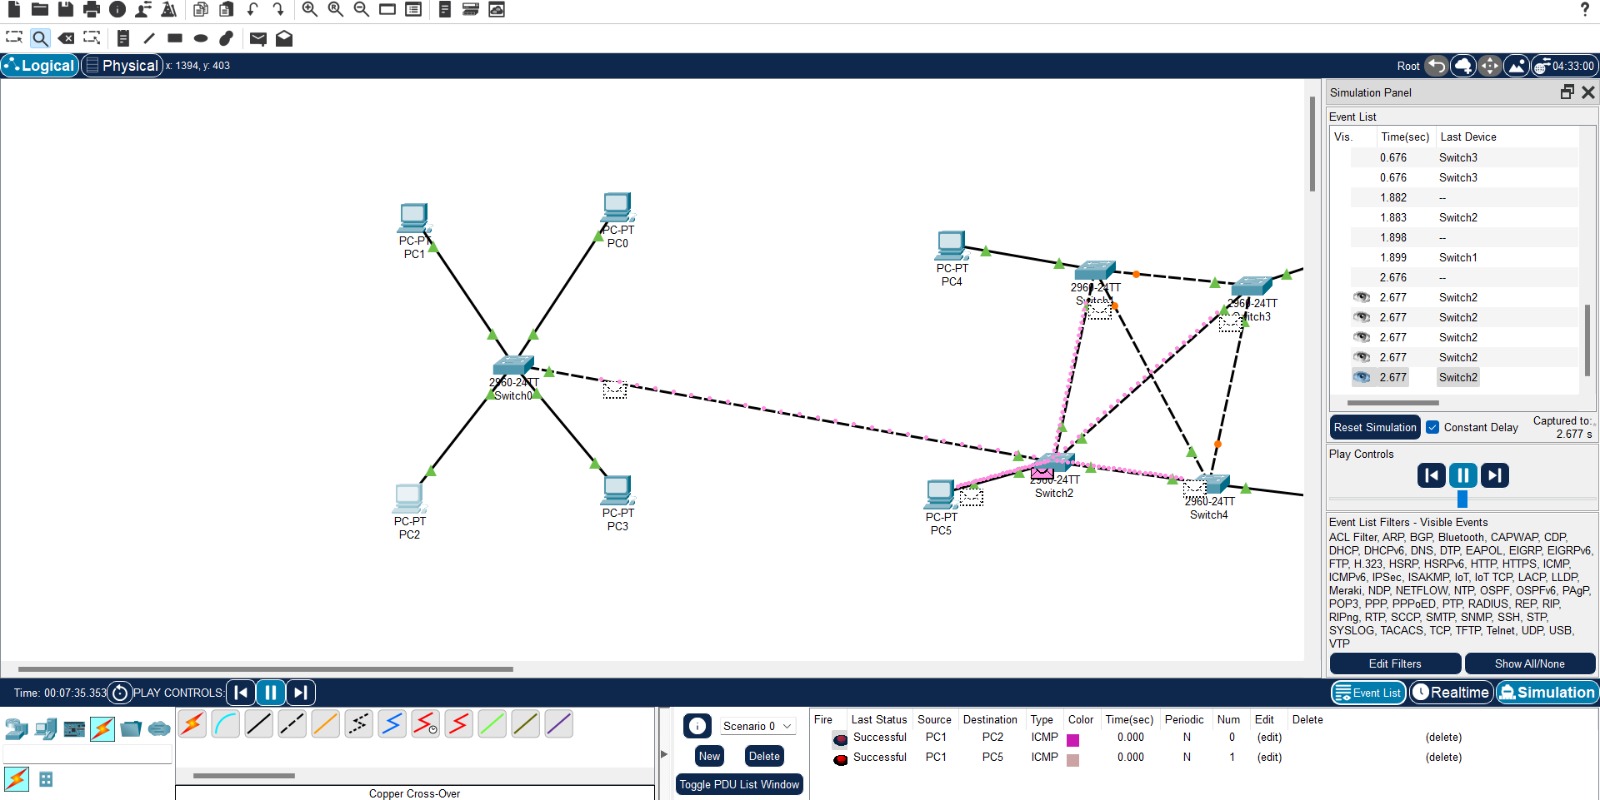 ?
Logical
Physical
x: 1394, y: 403
Root
04:33:00
Simulation Panel
Event List
Vis. Time(sec) Last Device
0.676 Switch3
0.676 Switch3
1.882 --
1.883 Switch2
1.898 --
1.899 Switch1
2.676 --
2.677 Switch2
2.677 Switch2
2.677 Switch2
2.677 Switch2
2.677 Switch2
Reset Simulation
Constant Delay
Captured to:
2.677 s
Play Controls
Event List Filters - Visible Events
ACL Filter, ARP, BGP, Bluetooth, CAPWAP, CDP,
DHCP, DHCPv6, DNS, DTP, EAPOL, EIGRP, EIGRPv6,
FTP, H.323, HSRP, HSRPv6, HTTP, HTTPS, ICMP,
ICMPv6, IPSec, ISAKMP, IoT, IoT TCP, LACP, LLDP,
Meraki, NDP, NETFLOW, NTP, OSPF, OSPFv6, PAgP,
POP3, PPP, PPPoED, PTP, RADIUS, REP, RIP,
RIPng, RTP, SCCP, SMTP, SNMP, SSH, STP,
SYSLOG, TACACS, TCP, TFTP, Telnet, UDP, USB,
VTP
Edit Filters
Show All/None
PC-PT
PC1
PC-PT
PC0
2960-24TT
Switch0
PC-PT
PC2
PC-PT
PC3
PC-PT
PC4
2960-24TT
2960-24TT
Switch3
2960-24TT
Switch2
PC-PT
PC5
2960-24TT
Switch4
Time: 00:07:35.353
PLAY CONTROLS:
Event List
Realtime
Simulation
Copper Cross-Over
Scenario 0
New
Delete
Toggle PDU List Window
Fire Last Status Source Destination Type Color Time(sec) Periodic Num Edit Delete
Successful PC1 PC2 ICMP 0.000 N 0 (edit) (delete)
Successful PC1 PC5 ICMP 0.000 N 1 (edit) (delete)